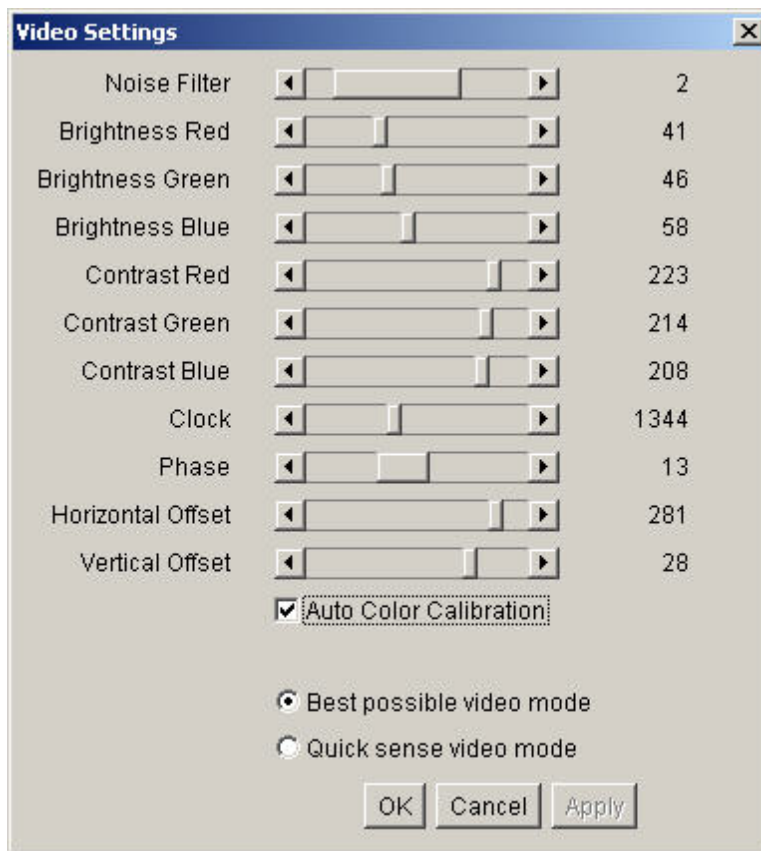 Video Settings
Noise Filter 2
Brightness Red 41
Brightness Green 46
Brightness Blue 58
Contrast Red 223
Contrast Green 214
Contrast Blue 208
Clock 1344
Phase 13
Horizontal Offset 281
Vertical Offset 28
Auto Color Calibration
Best possible video mode
Quick sense video mode
OK Cancel Apply